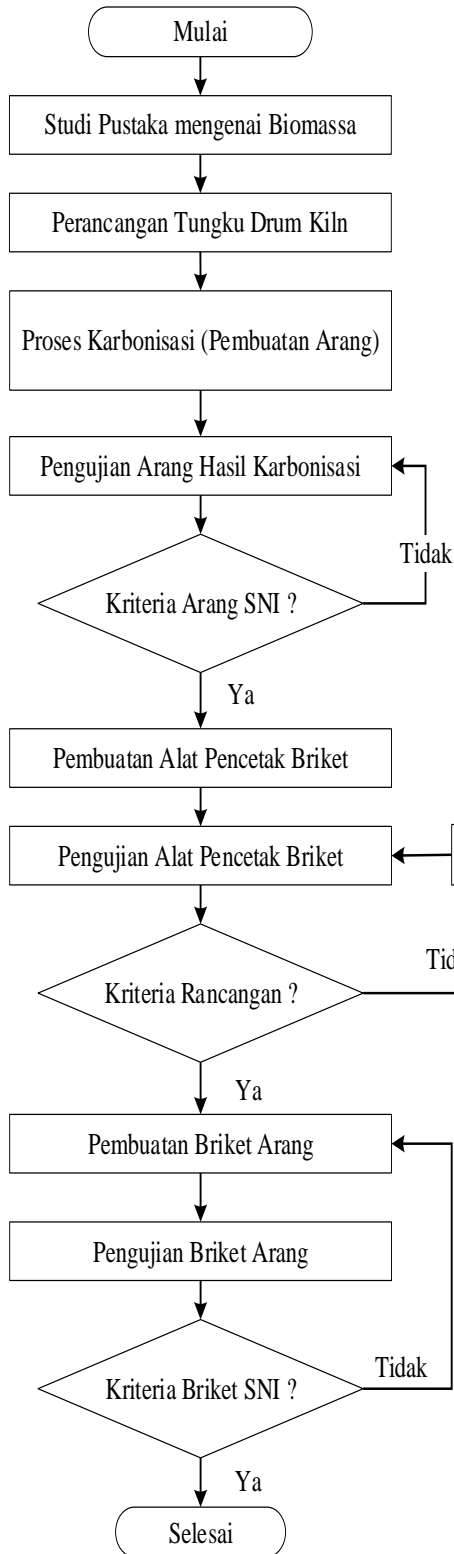 Mulai
Studi Pustaka mengenai Biomassa
Perancangan Tungku Drum Kiln
Proses Karbonisasi (Pembuatan Arang)
Pengujian Arang Hasil Karbonisasi
Tidak
Kriteria Arang SNI ?
Ya
Pembuatan Alat Pencetak Briket
Pengujian Alat Pencetak Briket
Kriteria Rancangan ?
Ya
Pembuatan Briket Arang
Pengujian Briket Arang
Kriteria Briket SNI ?
Tidak
Ya
Selesai